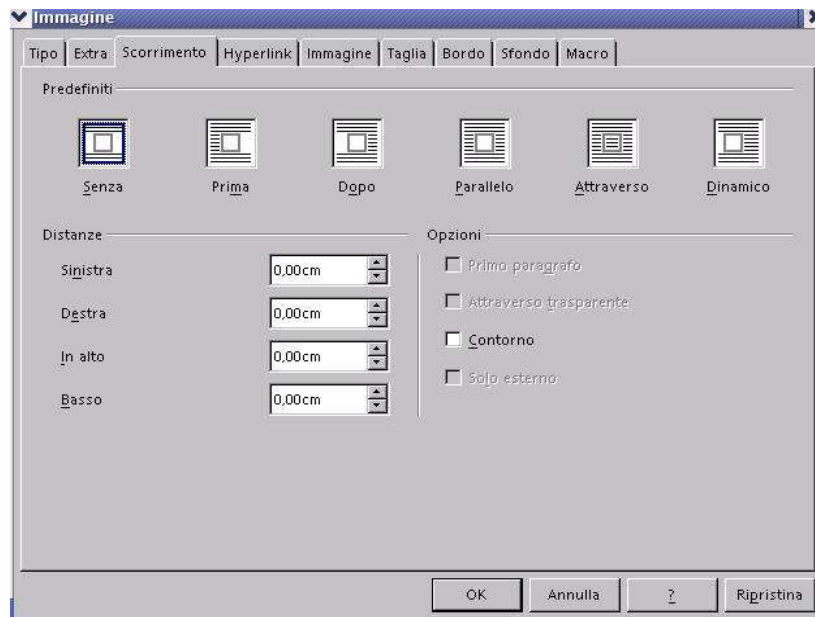 Immagine
Tipo Extra Scorrimento Hyperlink Immagine Taglia Bordo Sfondo Macro
Predefiniti
Senza Prima Dopo Parallelo Attraverso Dinamico
Distanze Opzioni
Sinistra 0,00cm Primo paragrafo
Destra 0,00cm Attraverso trasparente
In alto 0,00cm Contorno
Basso 0,00cm Solo esterno
OK Annulla ? Ripristina